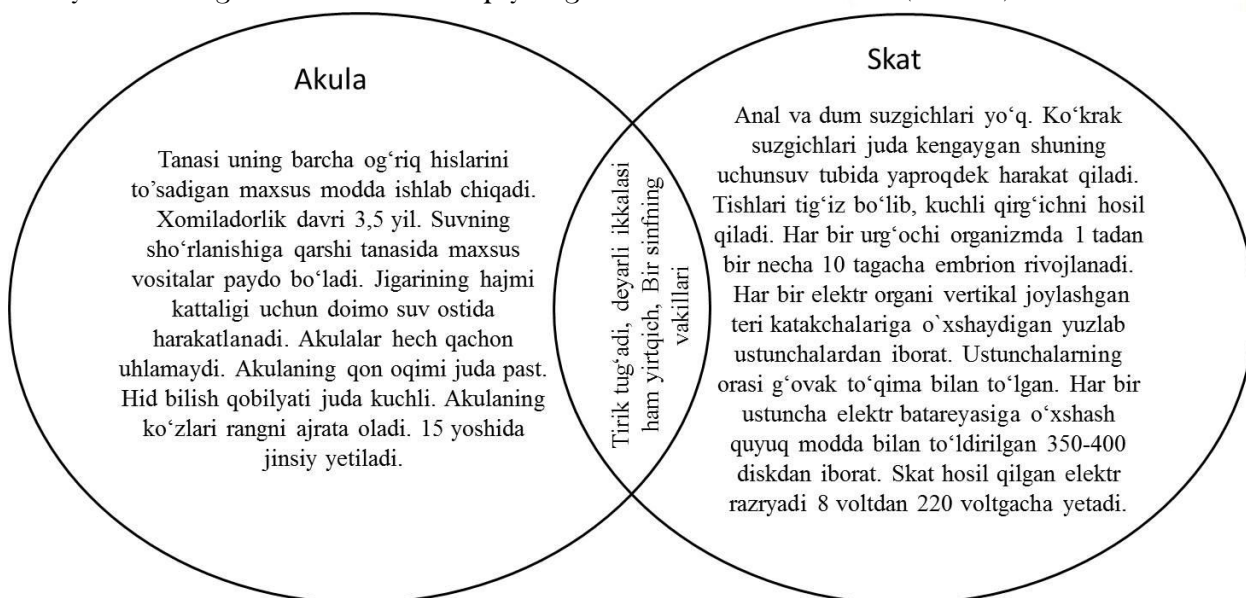 Akula
Tanasi uning barcha og‘riq hislarini
to’sadigan maxsus modda ishlab chiqadi.
Xomiladorlik davri 3,5 yil. Suvning
sho‘rlanishiga qarshi tanasida maxsus
vositalar paydo bo‘ladi. Jigarining hajmi
kattaligi uchun doimo suv ostida
harakatlanadi. Akulalar hech qachon
uhlamaydi. Akulaning qon oqimi juda past.
Hid bilish qobilyati juda kuchli. Akulaning
ko‘zlari rangni ajrata oladi. 15 yoshida
jinsiy yetiladi.
Tirik tug‘adi, deyarli ikkalasi
ham yirtqich, Bir sinfning
vakillari
Skat
Anal va dum suzgichlari yo‘q. Ko‘krak
suzgichlari juda kengaygan shuning
uchunsuv tubida yaproqdek harakat qiladi.
Tishlari tig‘iz bo‘lib, kuchli qirg‘ichni hosil
qiladi. Har bir urg‘ochi organizmda 1 tadan
bir necha 10 tagacha embrion rivojlanadi.
Har bir elektr organi vertikal joylashgan
teri katakchalariga o`xshaydigan yuzlab
ustunchalardan iborat. Ustunchalarning
orasi g‘ovak to‘qima bilan to‘lgan. Har bir
ustuncha elektr batareyasiga o‘xshash
quyuq modda bilan to‘ldirilgan 350-400
diskdan iborat. Skat hosil qilgan elektr
razryadi 8 voltdan 220 voltgacha yetadi.